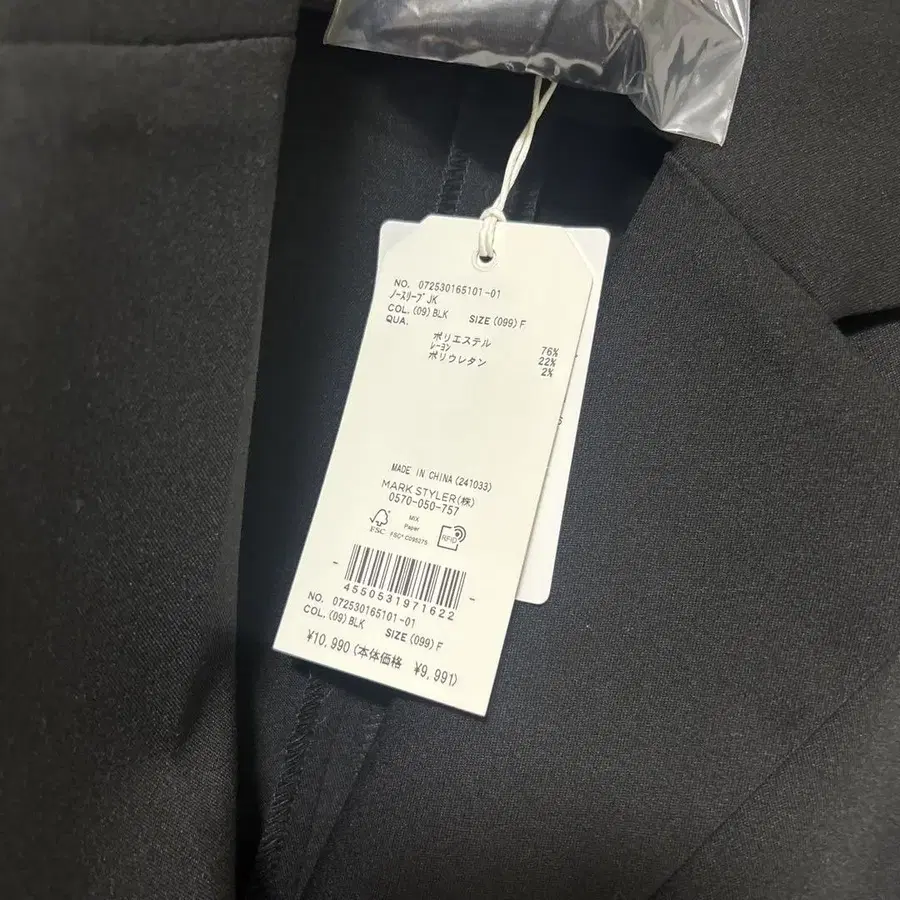 NO. 072530165101-01
ﾉｰｽﾘｰﾌﾞJK
COL. (09) BLK SIZE (099) F
QUA.
ポリエステル 76%
ﾚｰﾖﾝ 22%
ポリウレタン 2%
MADE IN CHINA (241033)
MARK STYLER(株)
0570-050-757
FSC
MIX
Paper
FSC® C095275
RFID
4550531971622
NO. 072530165101-01
COL. (09) BLK SIZE (099) F
¥10,990 (本体価格 ¥9,991)